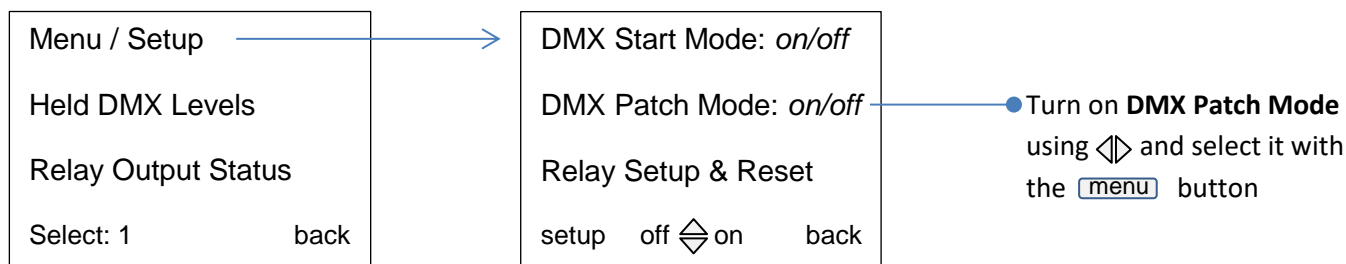 Menu / Setup
Held DMX Levels
Relay Output Status
Select: 1 back
DMX Start Mode: on/off
DMX Patch Mode: on/off
Relay Setup & Reset
setup off on back
Turn on DMX Patch Mode
using and select it with
the menu button